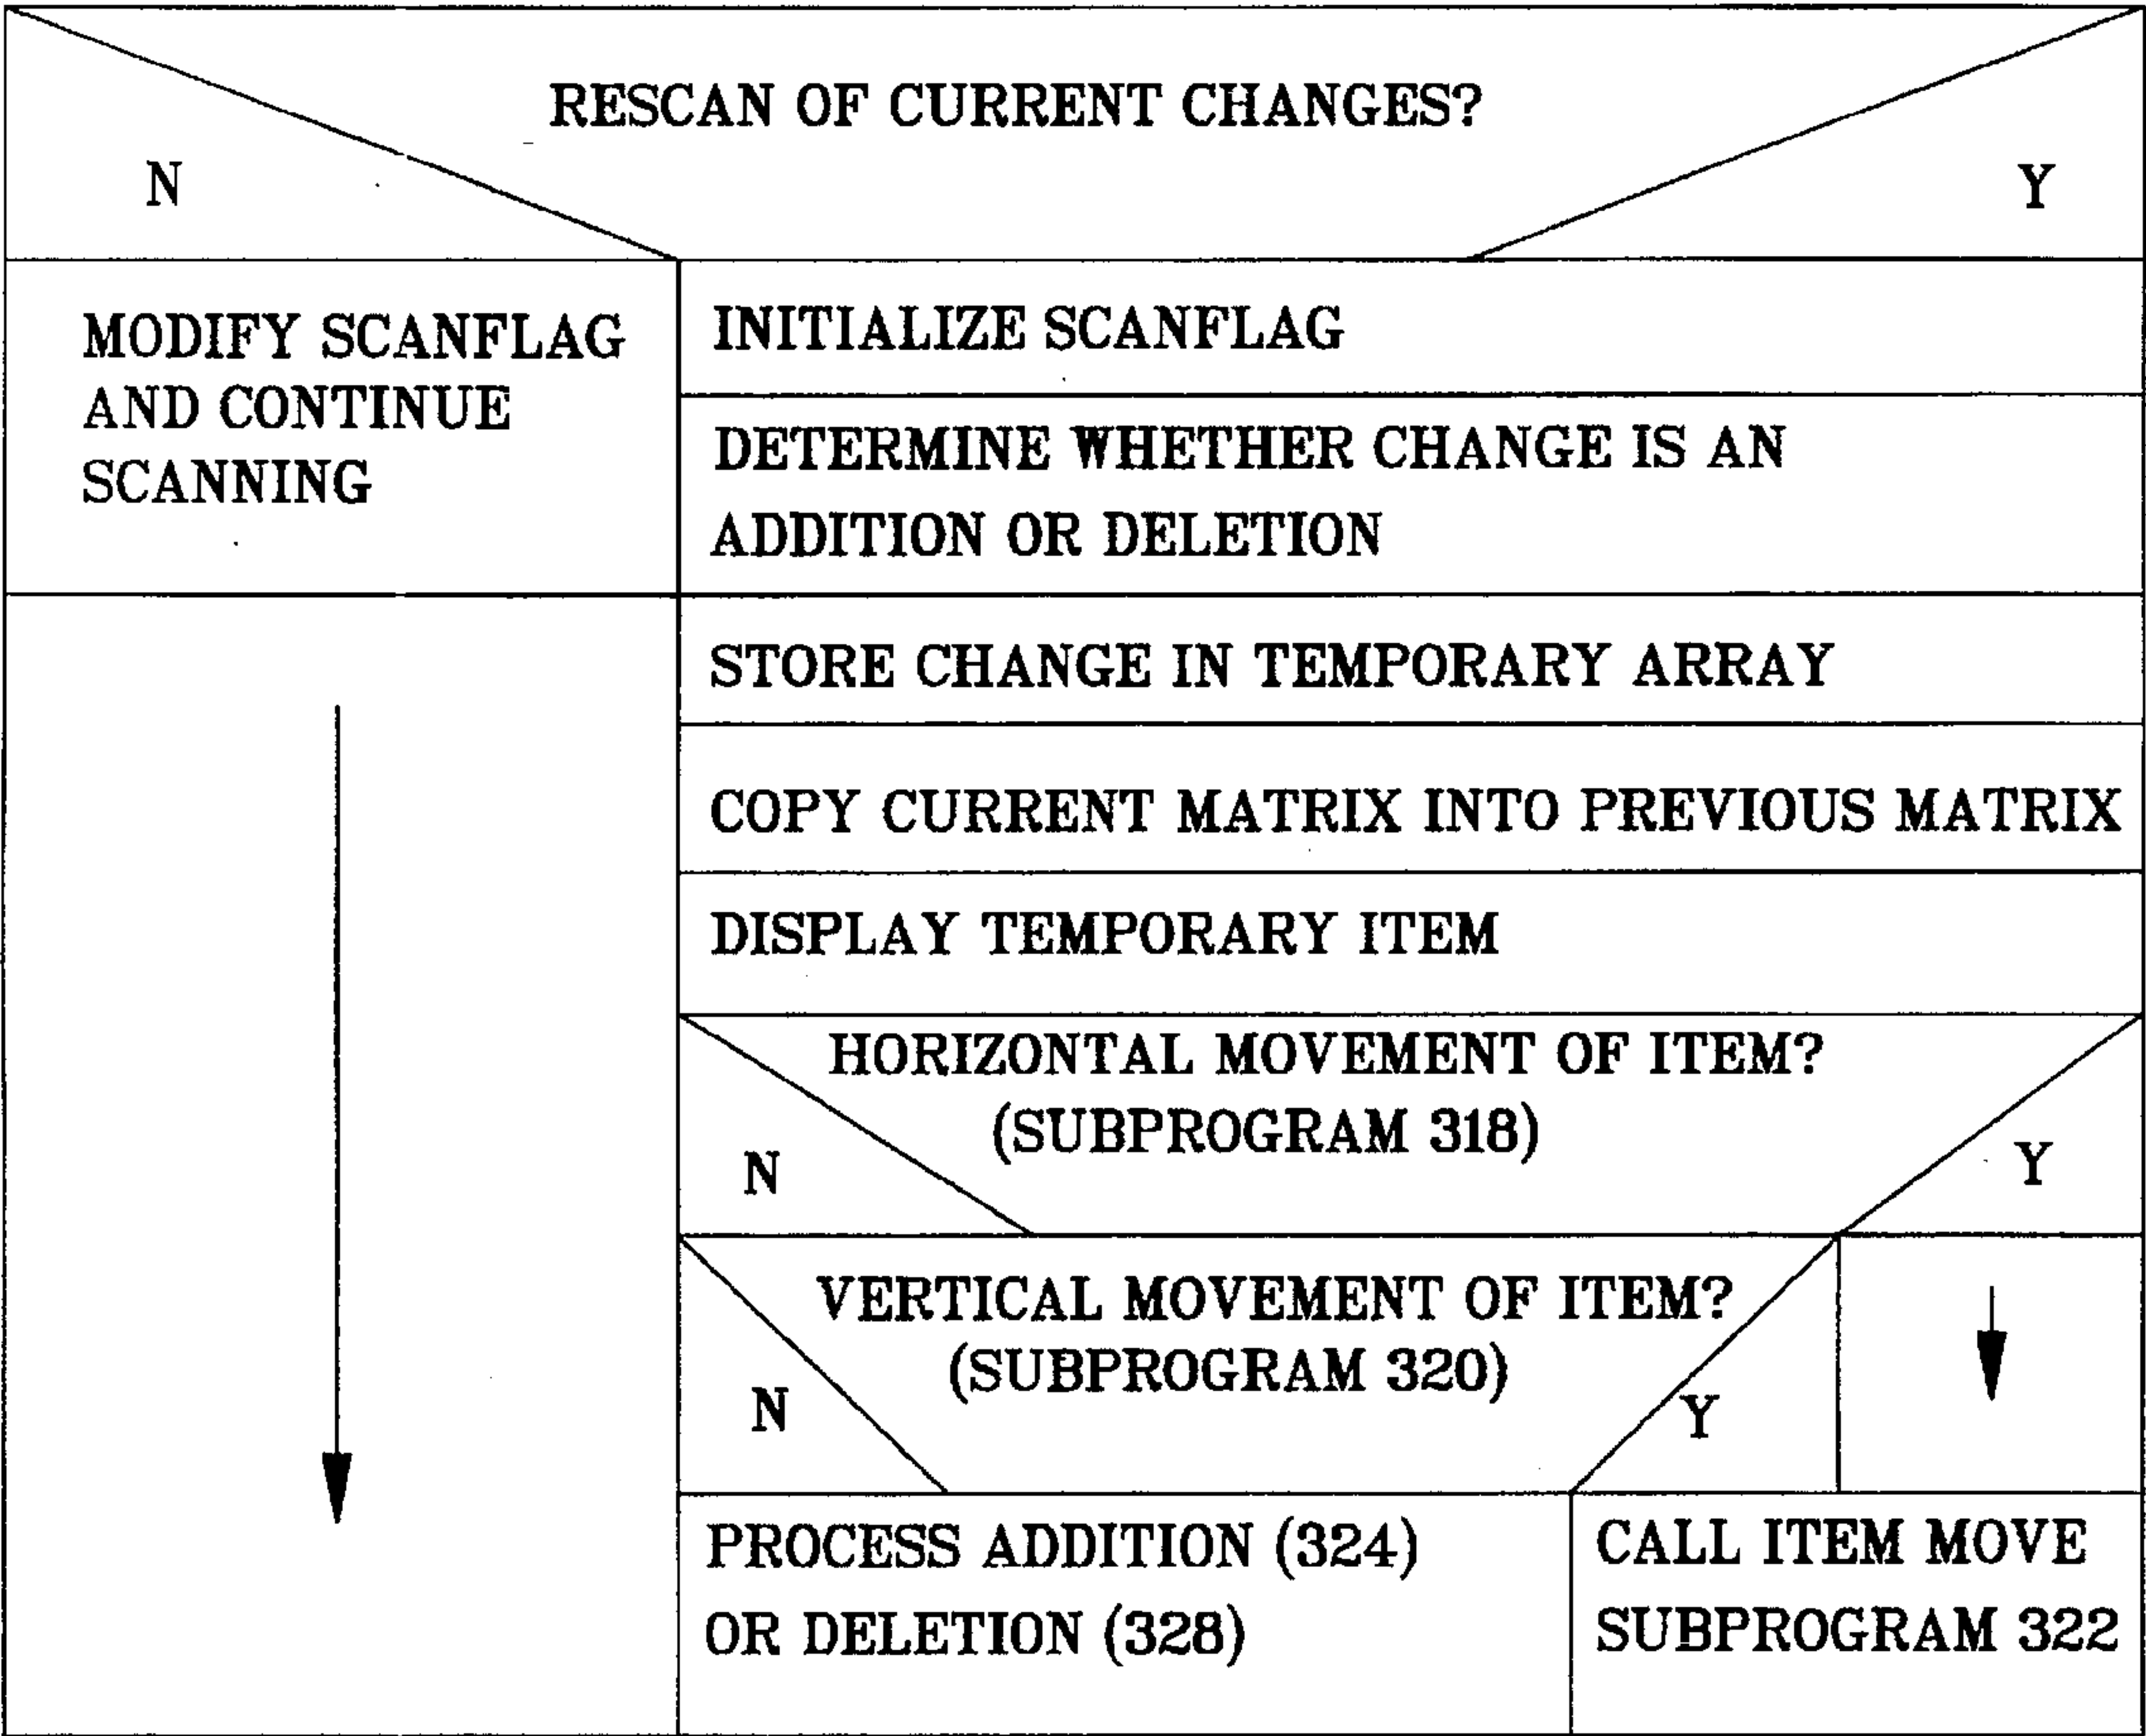 RESCAN OF CURRENT CHANGES?
N
Y
MODIFY SCANFLAG
AND CONTINUE
SCANNING
INITIALIZE SCANFLAG
DETERMINE WHETHER CHANGE IS AN
ADDITION OR DELETION
STORE CHANGE IN TEMPORARY ARRAY
COPY CURRENT MATRIX INTO PREVIOUS MATRIX
DISPLAY TEMPORARY ITEM
HORIZONTAL MOVEMENT OF ITEM?
(SUBPROGRAM 318)
N
Y
VERTICAL MOVEMENT OF ITEM?
(SUBPROGRAM 320)
N
Y
PROCESS ADDITION (324)
OR DELETION (328)
CALL ITEM MOVE
SUBPROGRAM 322